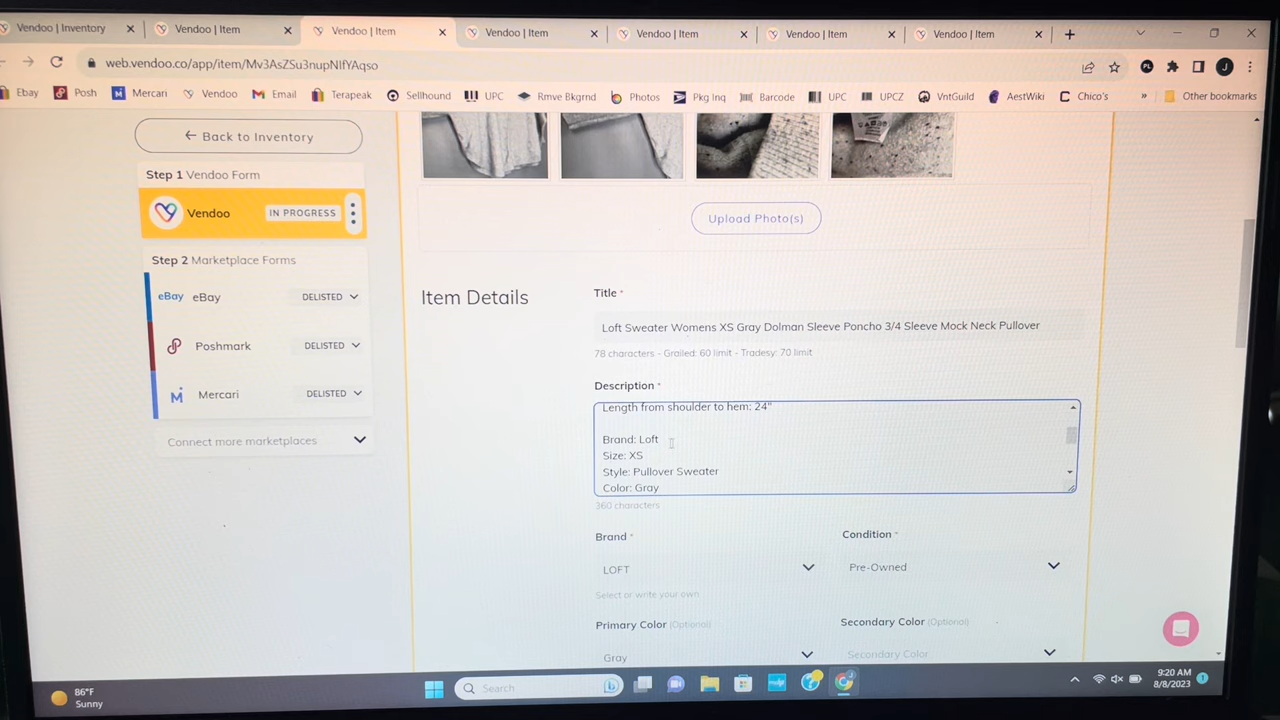 Vendoo | Inventory
Vendoo | Item
Vendoo | Item
Vendoo | Item
Vendoo | Item
Vendoo | Item
Vendoo | Item
web.vendoo.co/app/item/Mv3AsZSu3nupNlfYAqso
PL
J
Ebay
Posh
Mercari
Vendoo
Email
Terapeak
Sellhound
UPC
Rmve Bkgrnd
Photos
Pkg Inq
Barcode
UPC
UPCZ
VntGuild
AestWiki
Chico's
»
Other bookmarks
← Back to Inventory
Step 1 Vendoo Form
Vendoo
IN PROGRESS
Step 2 Marketplace Forms
eBay eBay
DELISTED
Poshmark
DELISTED
Mercari
DELISTED
Connect more marketplaces
Upload Photo(s)
Item Details
Title *
Loft Sweater Womens XS Gray Dolman Sleeve Poncho 3/4 Sleeve Mock Neck Pullover
78 characters - Grailed: 60 limit - Tradesy: 70 limit
Description *
Length from shoulder to hem: 24"
Brand: Loft
Size: XS
Style: Pullover Sweater
Color: Gray
360 characters
Brand *
Condition *
LOFT
Pre-Owned
Select or write your own
Primary Color (Optional)
Secondary Color (Optional)
Gray
Secondary Color
86°F
Sunny
Search
9:20 AM
8/8/2023
1